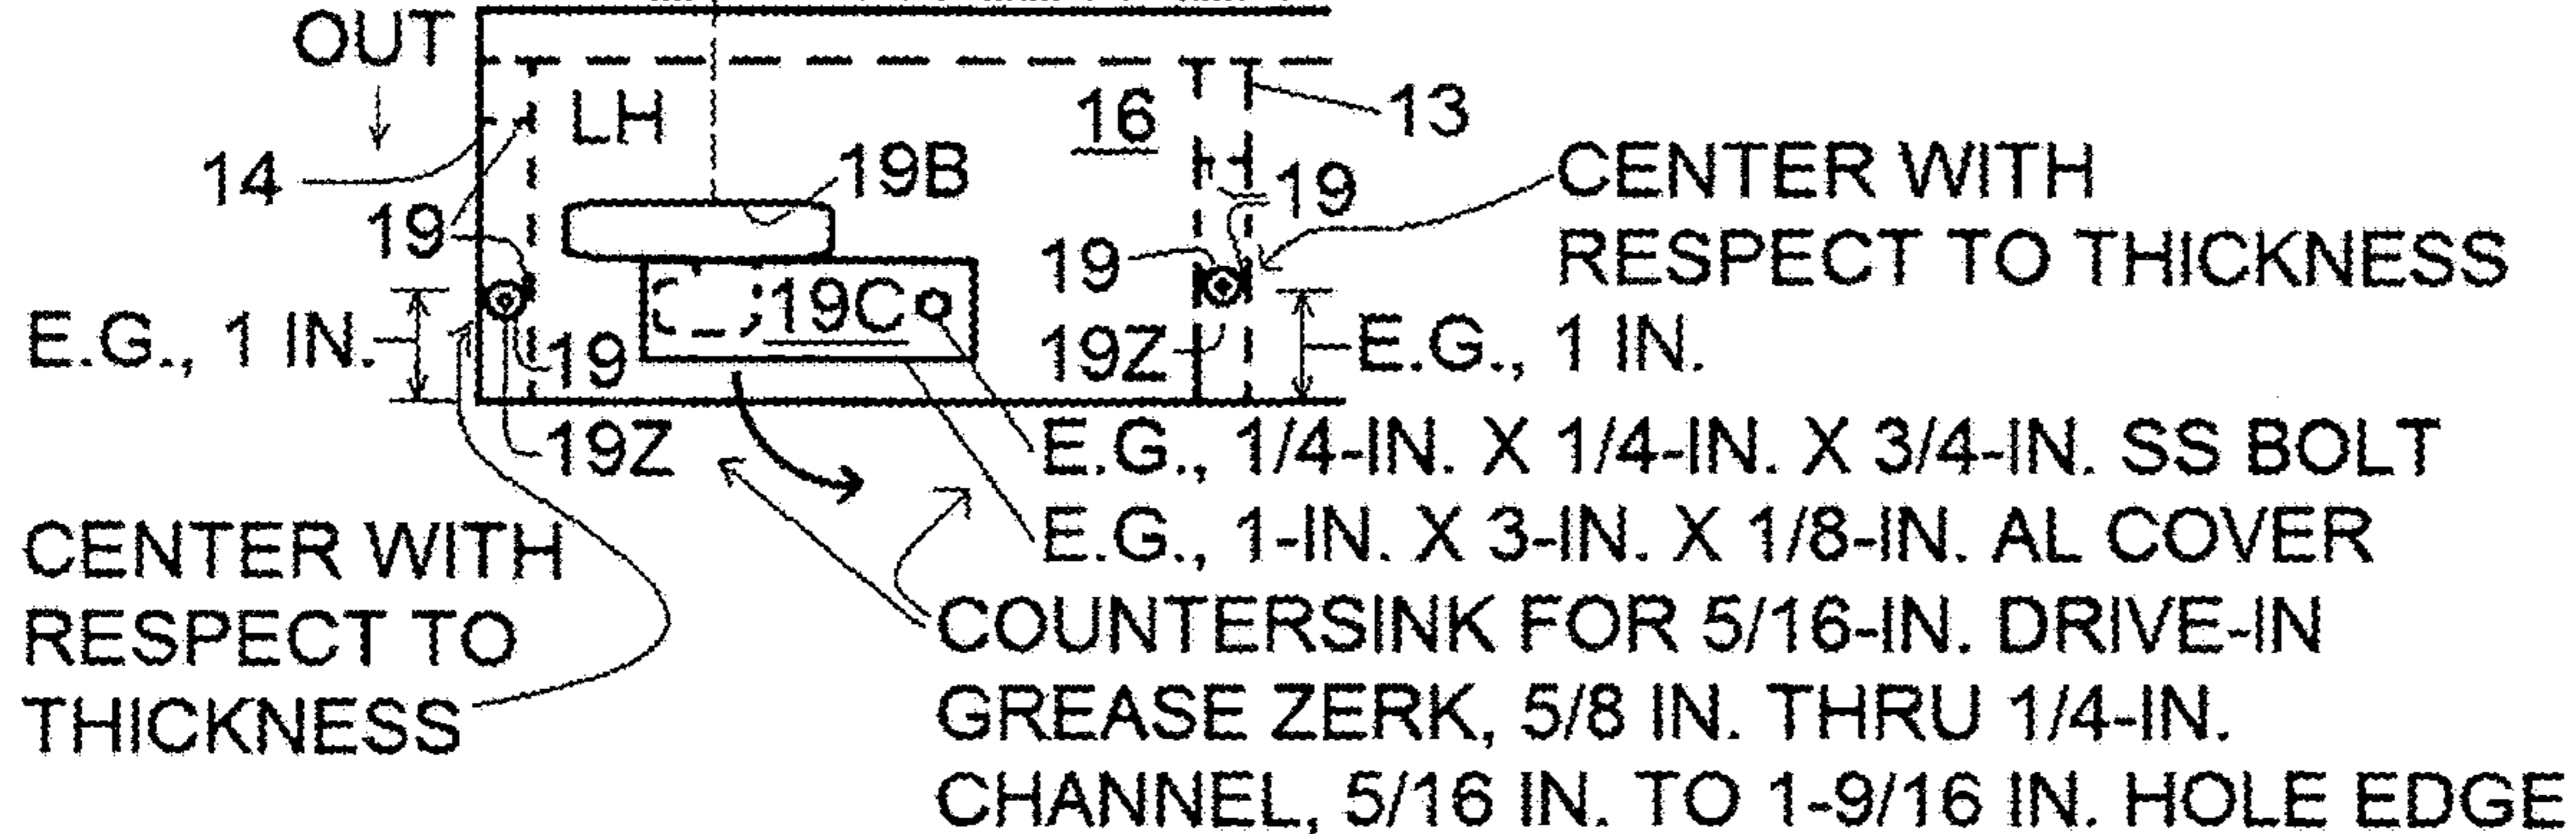 OUT
LH
16
13
14
19B
19
19
19
CENTER WITH
RESPECT TO THICKNESS
19C
E.G., 1 IN.
19
19Z
E.G., 1 IN.
19Z
E.G., 1/4-IN. X 1/4-IN. X 3/4-IN. SS BOLT
E.G., 1-IN. X 3-IN. X 1/8-IN. AL COVER
CENTER WITH
RESPECT TO
THICKNESS
COUNTERSINK FOR 5/16-IN. DRIVE-IN
GREASE ZERK, 5/8 IN. THRU 1/4-IN.
CHANNEL, 5/16 IN. TO 1-9/16 IN. HOLE EDGE